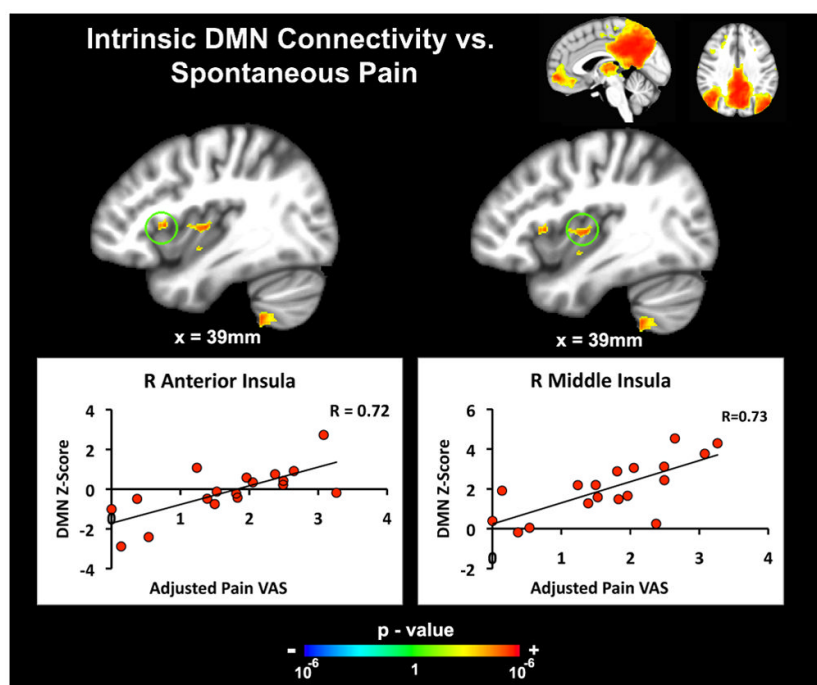 Intrinsic DMN Connectivity vs.
Spontaneous Pain
x = 39mm
x = 39mm
R Anterior Insula
R = 0.72
DMN Z-Score
4
2
0
-2
-4
0
1
2
3
4
Adjusted Pain VAS
R Middle Insula
R=0.73
DMN Z-Score
6
4
2
0
-2
0
1
2
3
4
Adjusted Pain VAS
p - value
- +
10⁻⁶ 1 10⁻⁶